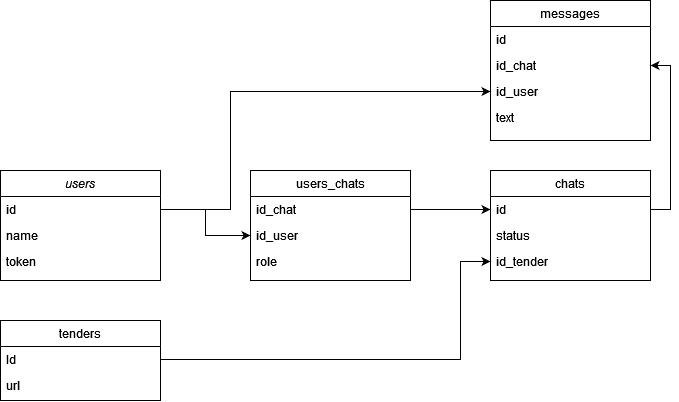 messages
id
id_chat
id_user
text
users
id
name
token
users_chats
id_chat
id_user
role
chats
id
status
id_tender
tenders
Id
url